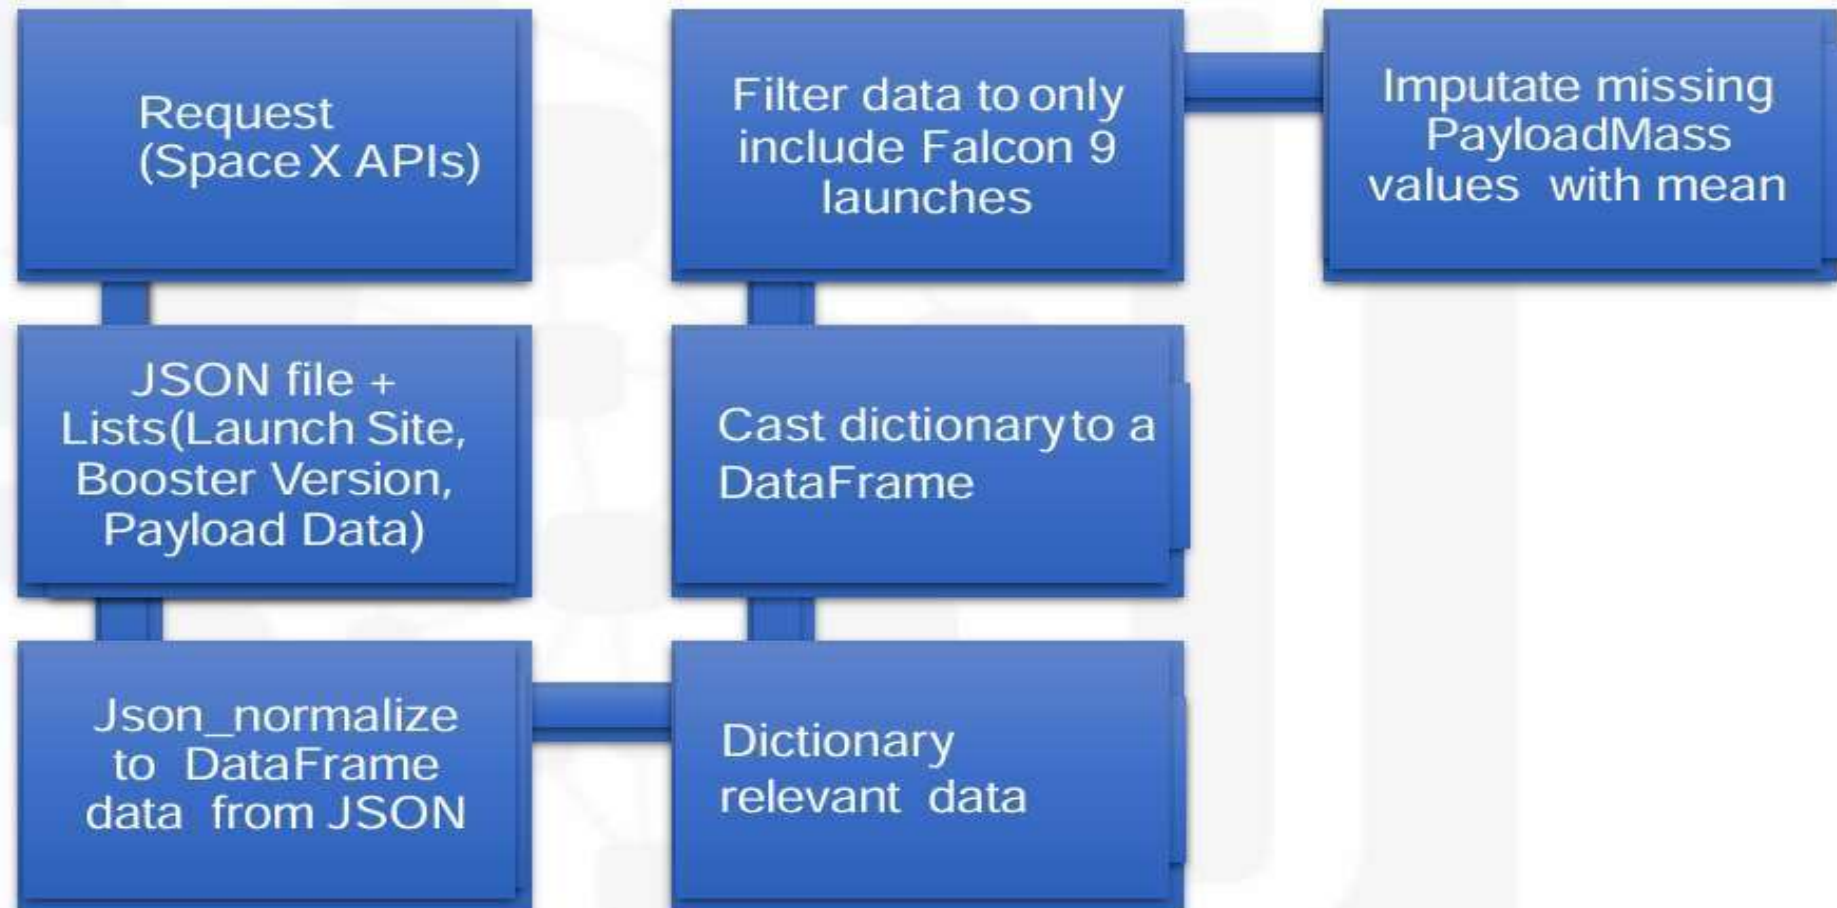 Request
(Space X APIs)
JSON file +
Lists(Launch Site,
Booster Version,
Payload Data)
Json_normalize
to DataFrame
data from JSON
Dictionary
relevant data
Cast dictionary to a
DataFrame
Filter data to only
include Falcon 9
launches
Imputate missing
PayloadMass
values with mean